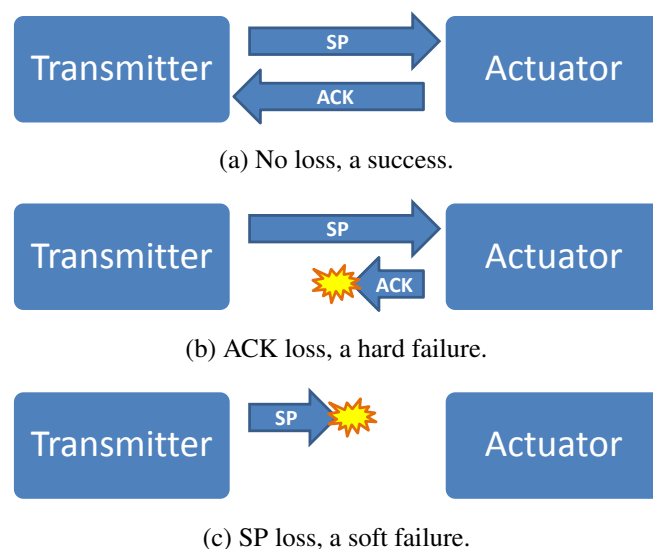 Transmitter SP Actuator
ACK
(a) No loss, a success.
Transmitter SP Actuator
ACK
(b) ACK loss, a hard failure.
Transmitter SP Actuator
(c) SP loss, a soft failure.